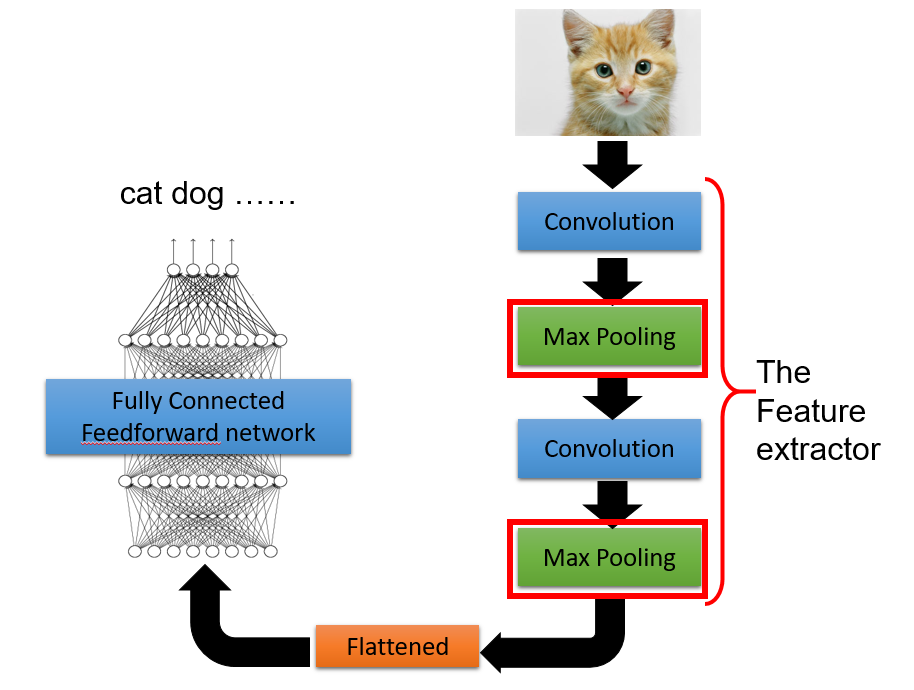 cat dog ……
Convolution
Max Pooling
Convolution
Max Pooling
The
Feature
extractor
Flattened
Fully Connected
Feedforward network